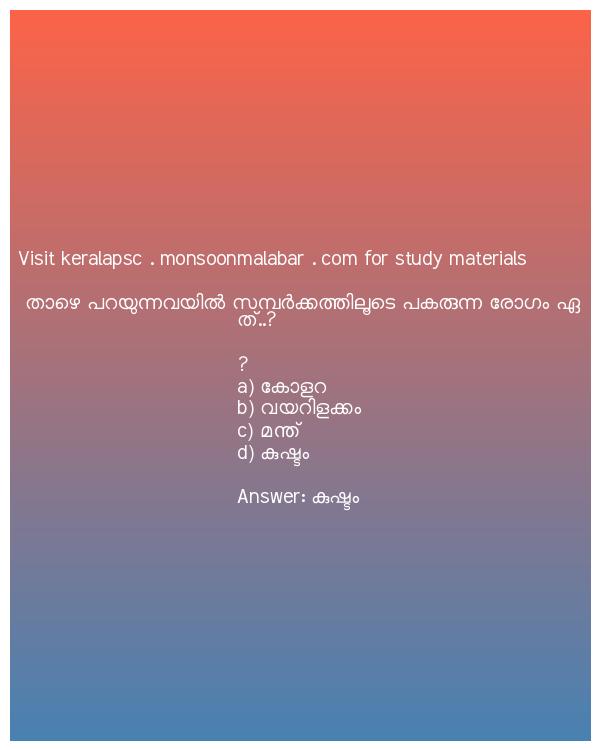 Visit keralapsc . monsoonmalabar . com for study materials
താഴെ പറയുന്നവയിൽ സമ്പർക്കത്തിലൂടെ പകരുന്ന രോഗം ഏ
ത്..?
?
a) കോളറ
b) വയറിളക്കം
c) മന്ത്
d) കുഷ്ടം
Answer: കുഷ്ടം